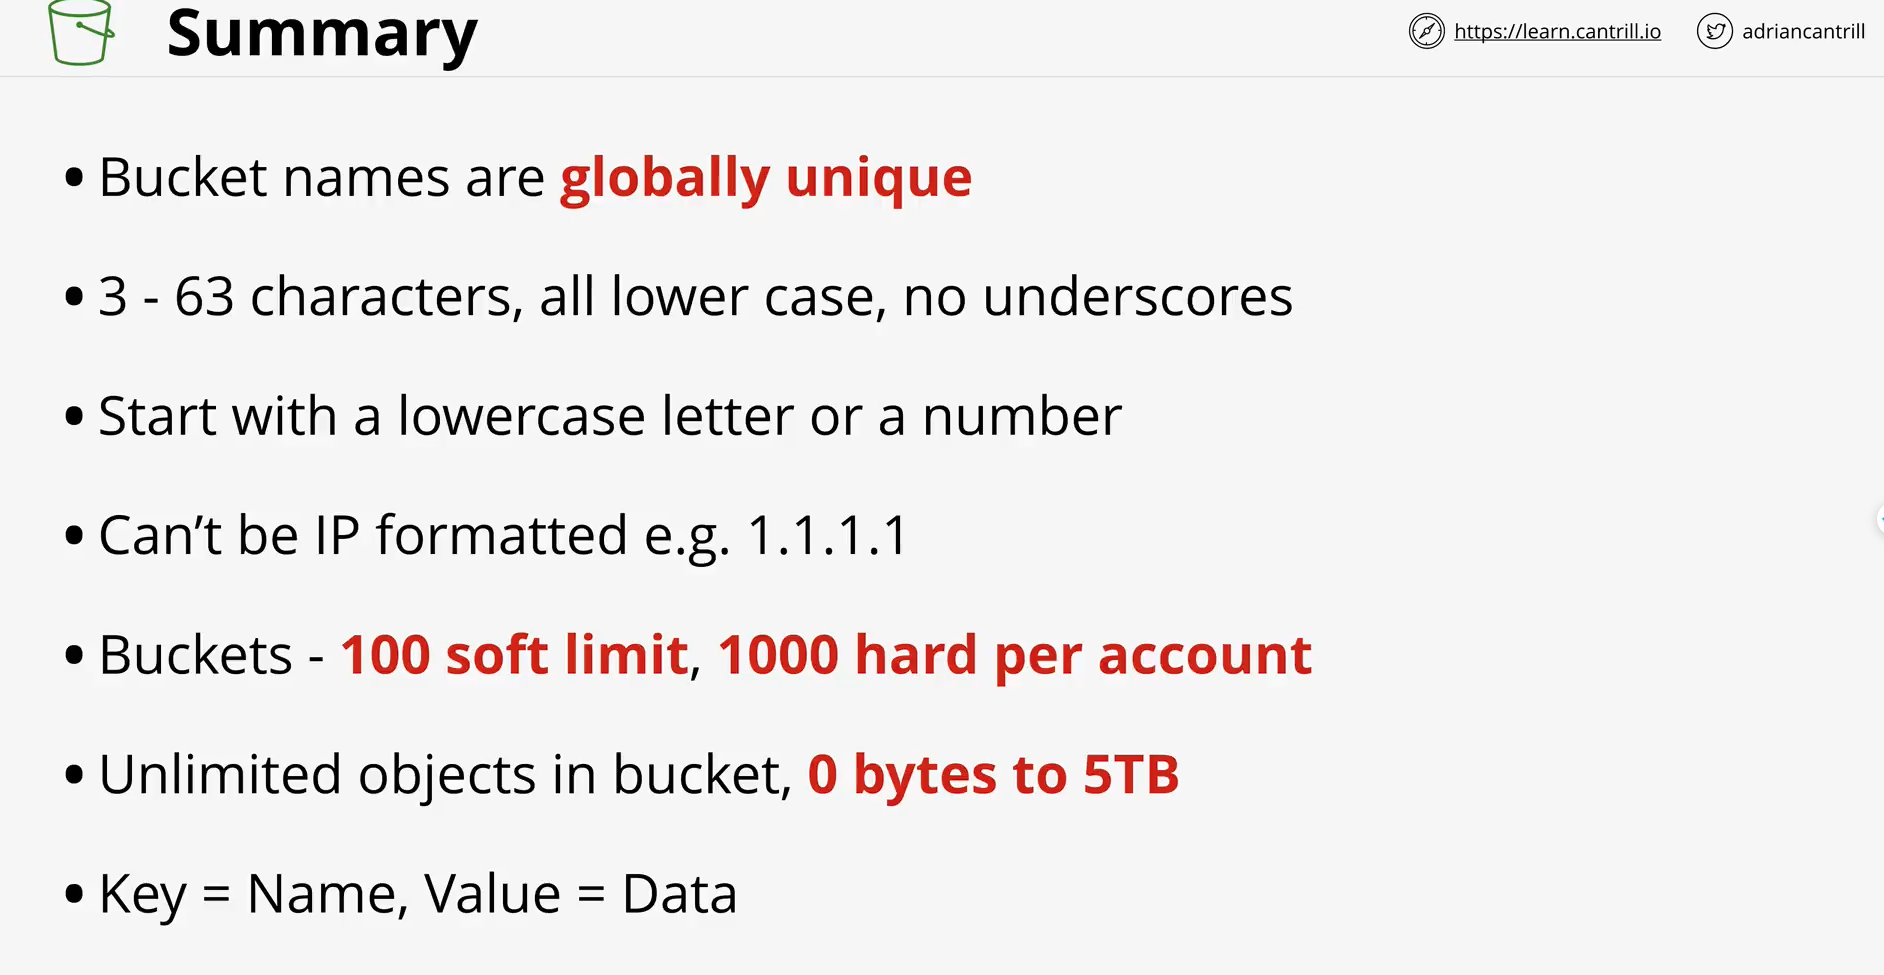 Summary
https://learn.cantrill.io
adriancantrill
• Bucket names are globally unique
• 3 - 63 characters, all lower case, no underscores
• Start with a lowercase letter or a number
• Can’t be IP formatted e.g. 1.1.1.1
• Buckets - 100 soft limit, 1000 hard per account
• Unlimited objects in bucket, 0 bytes to 5TB
• Key = Name, Value = Data